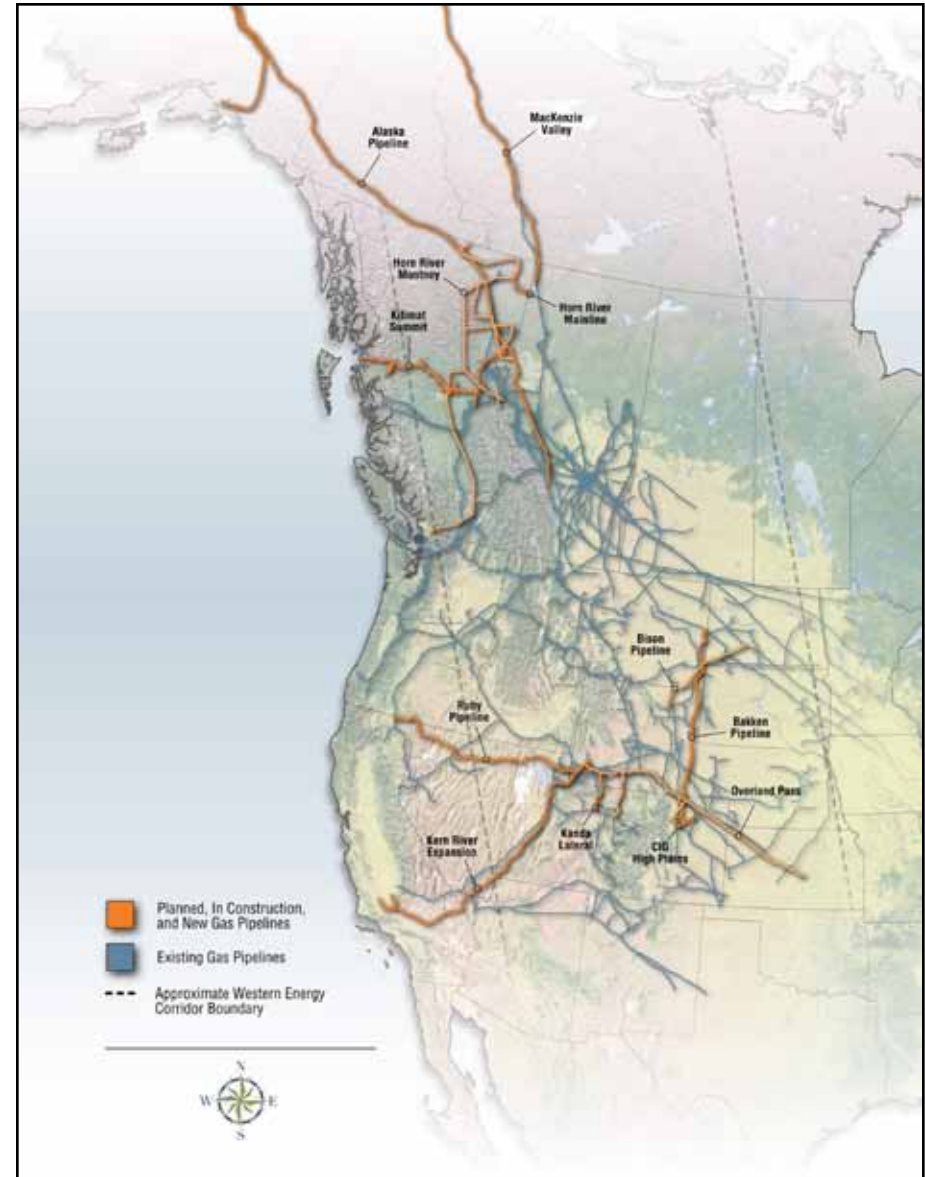 MacKenzie
Valley
Alaska
Pipeline
Horn River
Montney
Horn River
Mainline
Kitimat
Summit
Bison
Pipeline
Ruby
Pipeline
Bakken
Pipeline
Overland Pass
Kern River
Expansion
Kanda
Lateral
CIG
High Plains
Planned, In Construction,
and New Gas Pipelines
Existing Gas Pipelines
Approximate Western Energy
Corridor Boundary
N
W
E
S